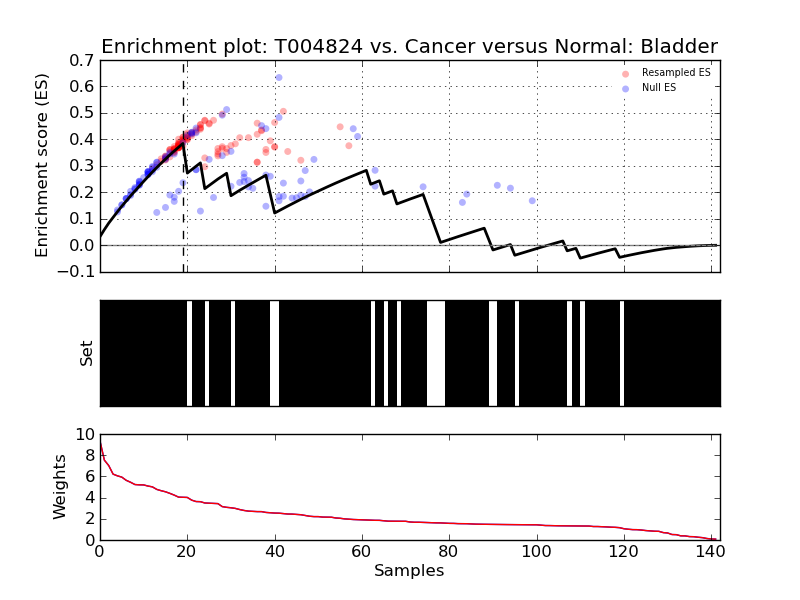 Enrichment plot: T004824 vs. Cancer versus Normal: Bladder
0.7
0.6
0.5
0.4
0.3
0.2
0.1
0.0
−0.1
Enrichment score (ES)
Resampled ES
Null ES
Set
10
8
6
4
2
0
Weights
0 20 40 60 80 100 120 140
Samples